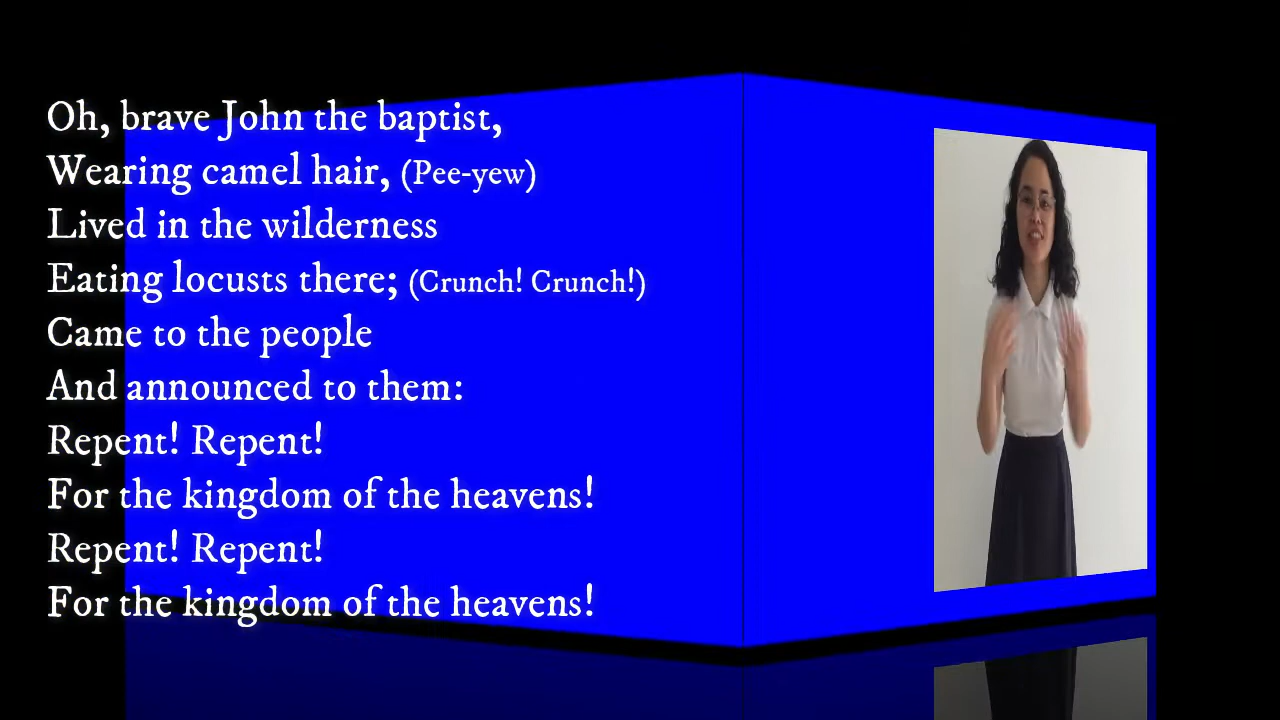 Oh, brave John the baptist,
Wearing camel hair, (Pee-yew)
Lived in the wilderness
Eating locusts there; (Crunch! Crunch!)
Came to the people
And announced to them:
Repent! Repent!
For the kingdom of the heavens!
Repent! Repent!
For the kingdom of the heavens!